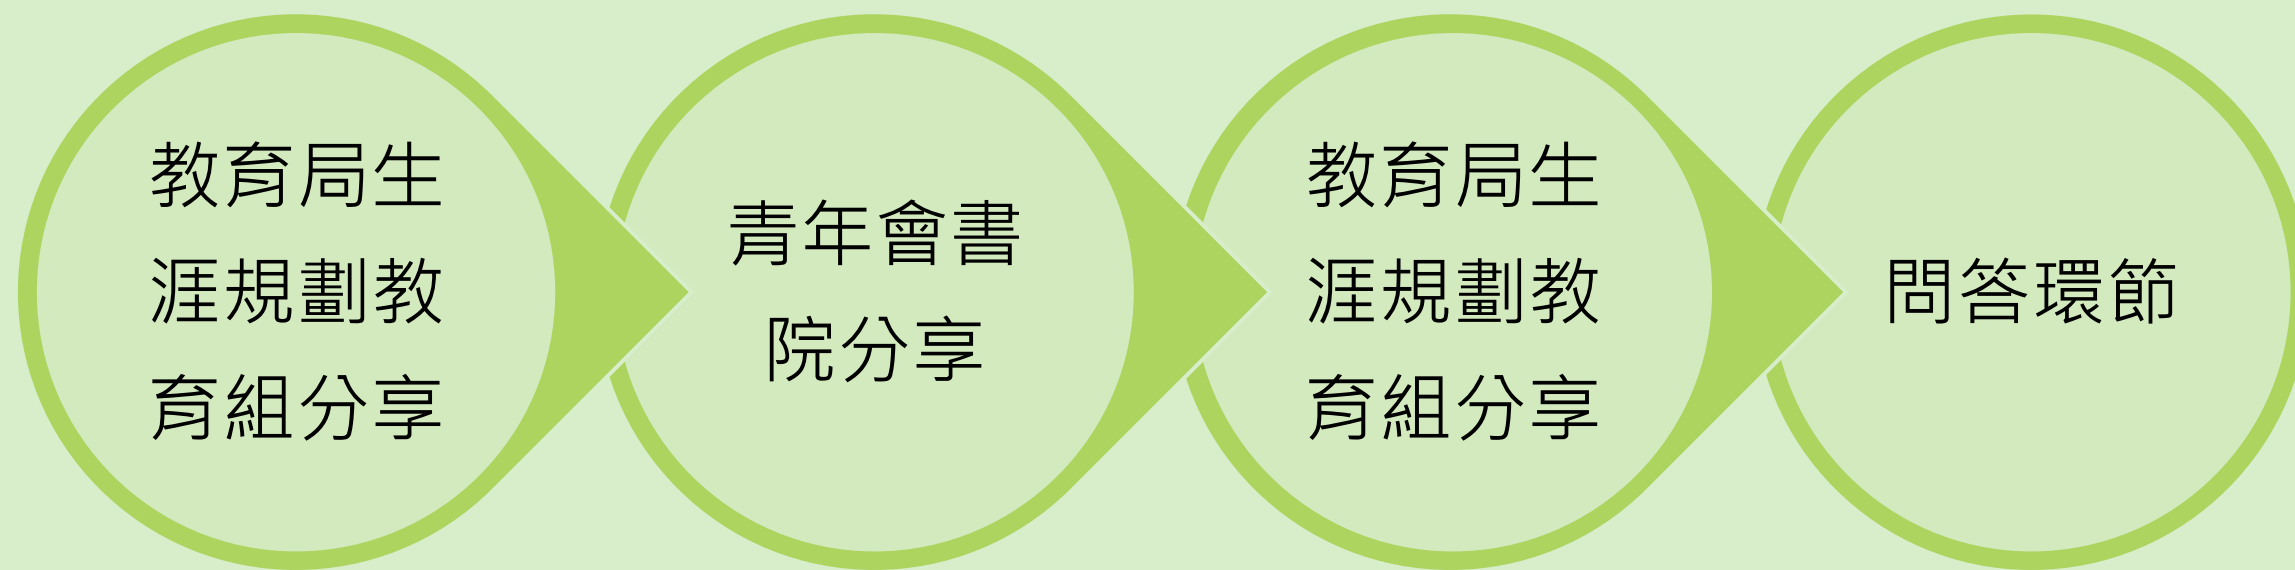 教育局生
涯規劃教
育組分享
青年會書
院分享
教育局生
涯規劃教
育組分享
問答環節